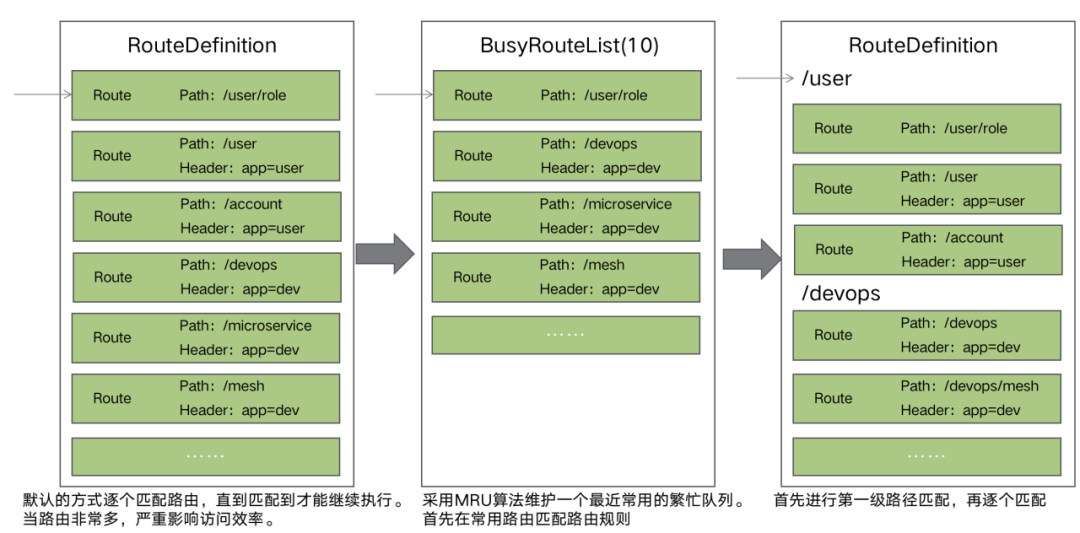 RouteDefinition
Route Path: /user/role
Route Path: /user
Header: app=user
Route Path: /account
Header: app=user
Route Path: /devops
Header: app=dev
Route Path: /microservice
Header: app=dev
Route Path: /mesh
Header: app=dev
……
默认的方式逐个匹配路由，直到匹配到才能继续执行。
当路由非常多，严重影响访问效率。
BusyRouteList(10)
Route Path: /user/role
Route Path: /devops
Header: app=dev
Route Path: /microservice
Header: app=dev
Route Path: /mesh
Header: app=dev
……
采用MRU算法维护一个最近常用的繁忙队列。
首先在常用路由匹配路由规则
RouteDefinition
/user
Route Path: /user/role
Route Path: /user
Header: app=user
Route Path: /account
Header: app=user
/devops
Route Path: /devops
Header: app=dev
Route Path: /devops/mesh
Header: app=dev
……
首先进行第一级路径匹配，再逐个匹配